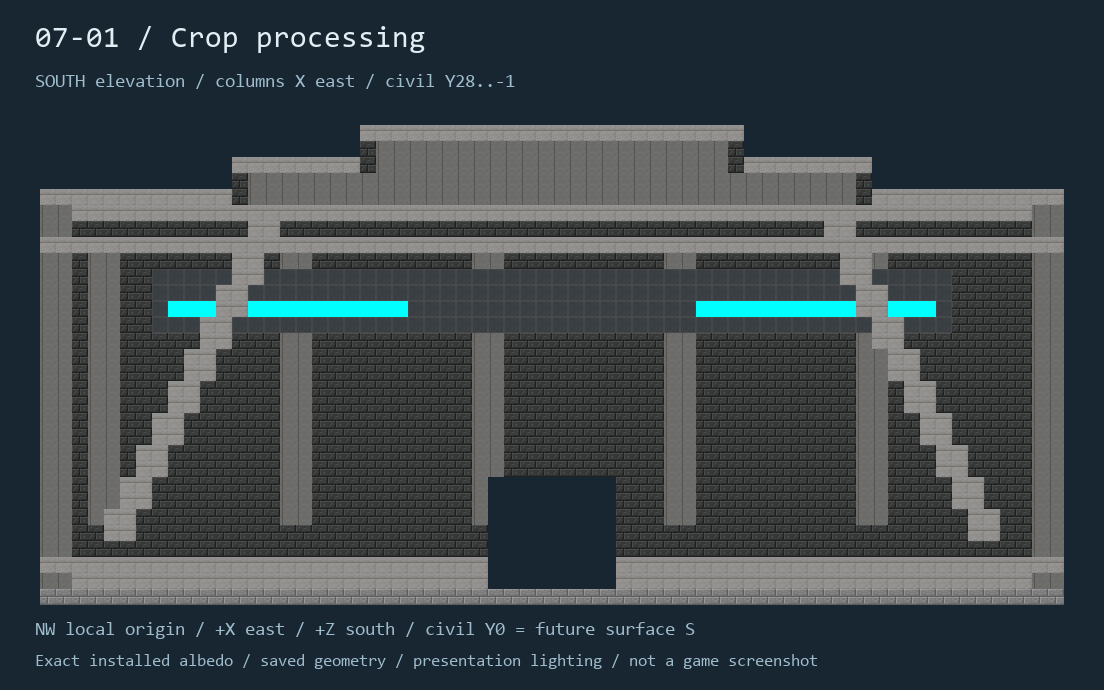 07-01 / Crop processing
SOUTH elevation / columns X east / civil Y28..-1
NW local origin / +X east / +Z south / civil Y0 = future surface S
Exact installed albedo / saved geometry / presentation lighting / not a game screenshot